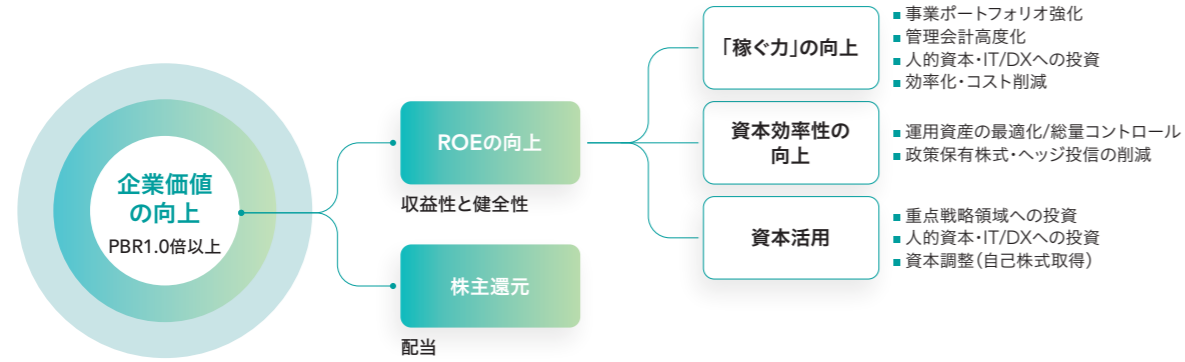 企業価値
の向上
PBR1.0倍以上
ROEの向上
収益性と健全性
株主還元
配当
「稼ぐ力」の向上
■ 事業ポートフォリオ強化
■ 管理会計高度化
■ 人的資本・IT/DXへの投資
■ 効率化・コスト削減
資本効率性の
向上
■ 運用資産の最適化/総量コントロール
■ 政策保有株式・ヘッジ投信の削減
資本活用
■ 重点戦略領域への投資
■ 人的資本・IT/DXへの投資
■ 資本調整（自己株式取得）